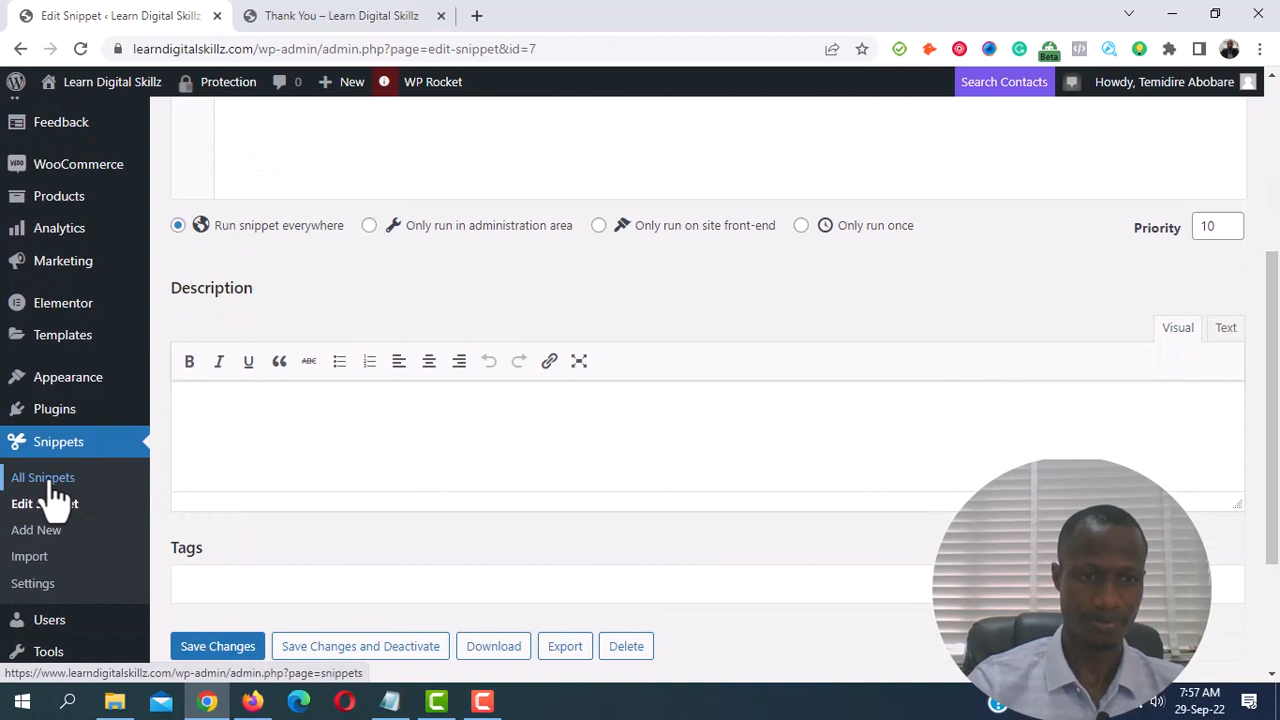 Edit Snippet ‹ Learn Digital Skillz
Thank You – Learn Digital Skillz
learndigitalskillz.com/wp-admin/admin.php?page=edit-snippet&id=7
Beta
Learn Digital Skillz
Protection
0
New
WP Rocket
Search Contacts
Howdy, Temidire Abobare
Feedback
WooCommerce
Products
Analytics
Marketing
Elementor
Templates
Appearance
Plugins
Snippets
All Snippets
Edit Snippet
Add New
Import
Settings
Users
Tools
Run snippet everywhere
Only run in administration area
Only run on site front-end
Only run once
Priority
10
Description
Visual
Text
B I U ABC
Tags
Save Changes
Save Changes and Deactivate
Download
Export
Delete
https://www.learndigitalskillz.com/wp-admin/admin.php?page=snippets
7:57 AM
29-Sep-22